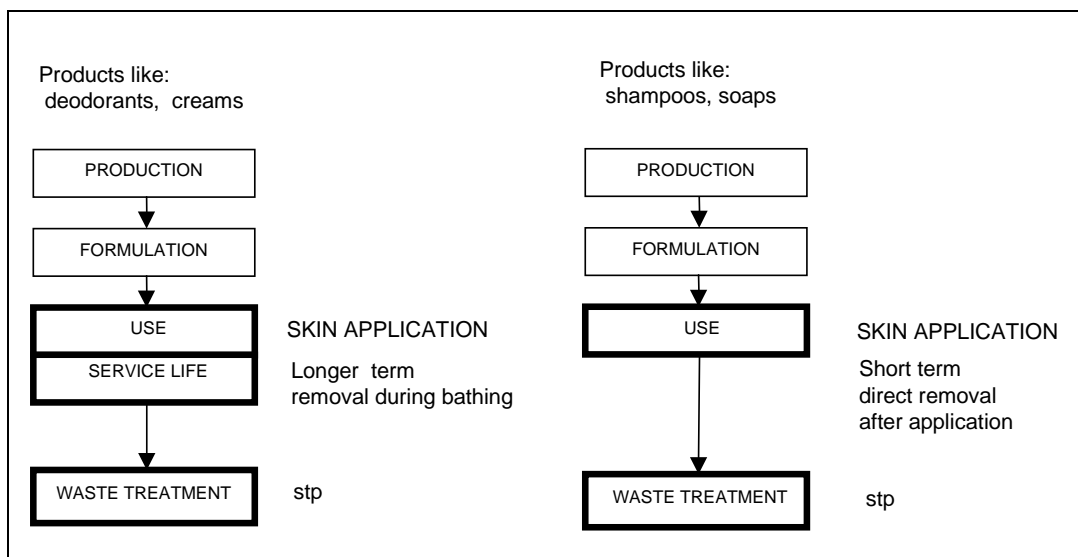 Products like:
deodorants, creams
PRODUCTION
FORMULATION
USE
SKIN APPLICATION
SERVICE LIFE
Longer term
removal during bathing
WASTE TREATMENT
stp
Products like:
shampoos, soaps
PRODUCTION
FORMULATION
USE
SKIN APPLICATION
Short term
direct removal
after application
WASTE TREATMENT
stp